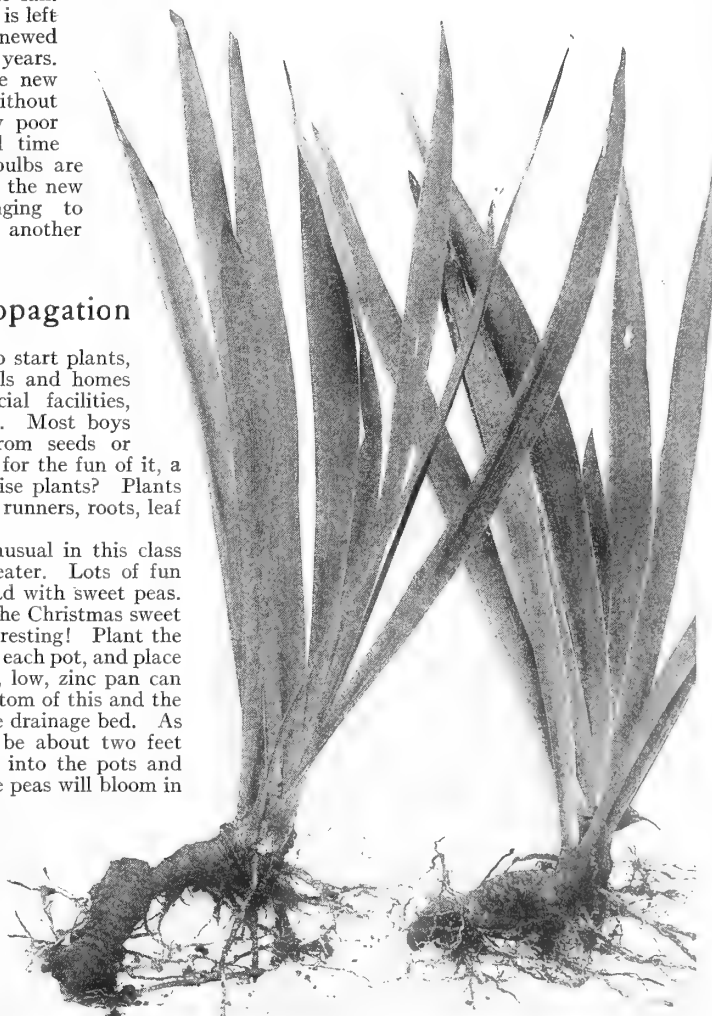 is left
newed
years.
new
ithout
poor
time
bulbs are
the new
ging to
another
opagation
o start plants,
ls and homes
cial facilities,
. Most boys
rom seeds or
for the fun of it, a
ise plants? Plants
runners, roots, leaf
nusual in this class
eater. Lots of fun
d with sweet peas.
he Christmas sweet
resting! Plant the
each pot, and place
, low, zinc pan can
tom of this and the
e drainage bed. As
be about two feet
into the pots and
e peas will bloom in